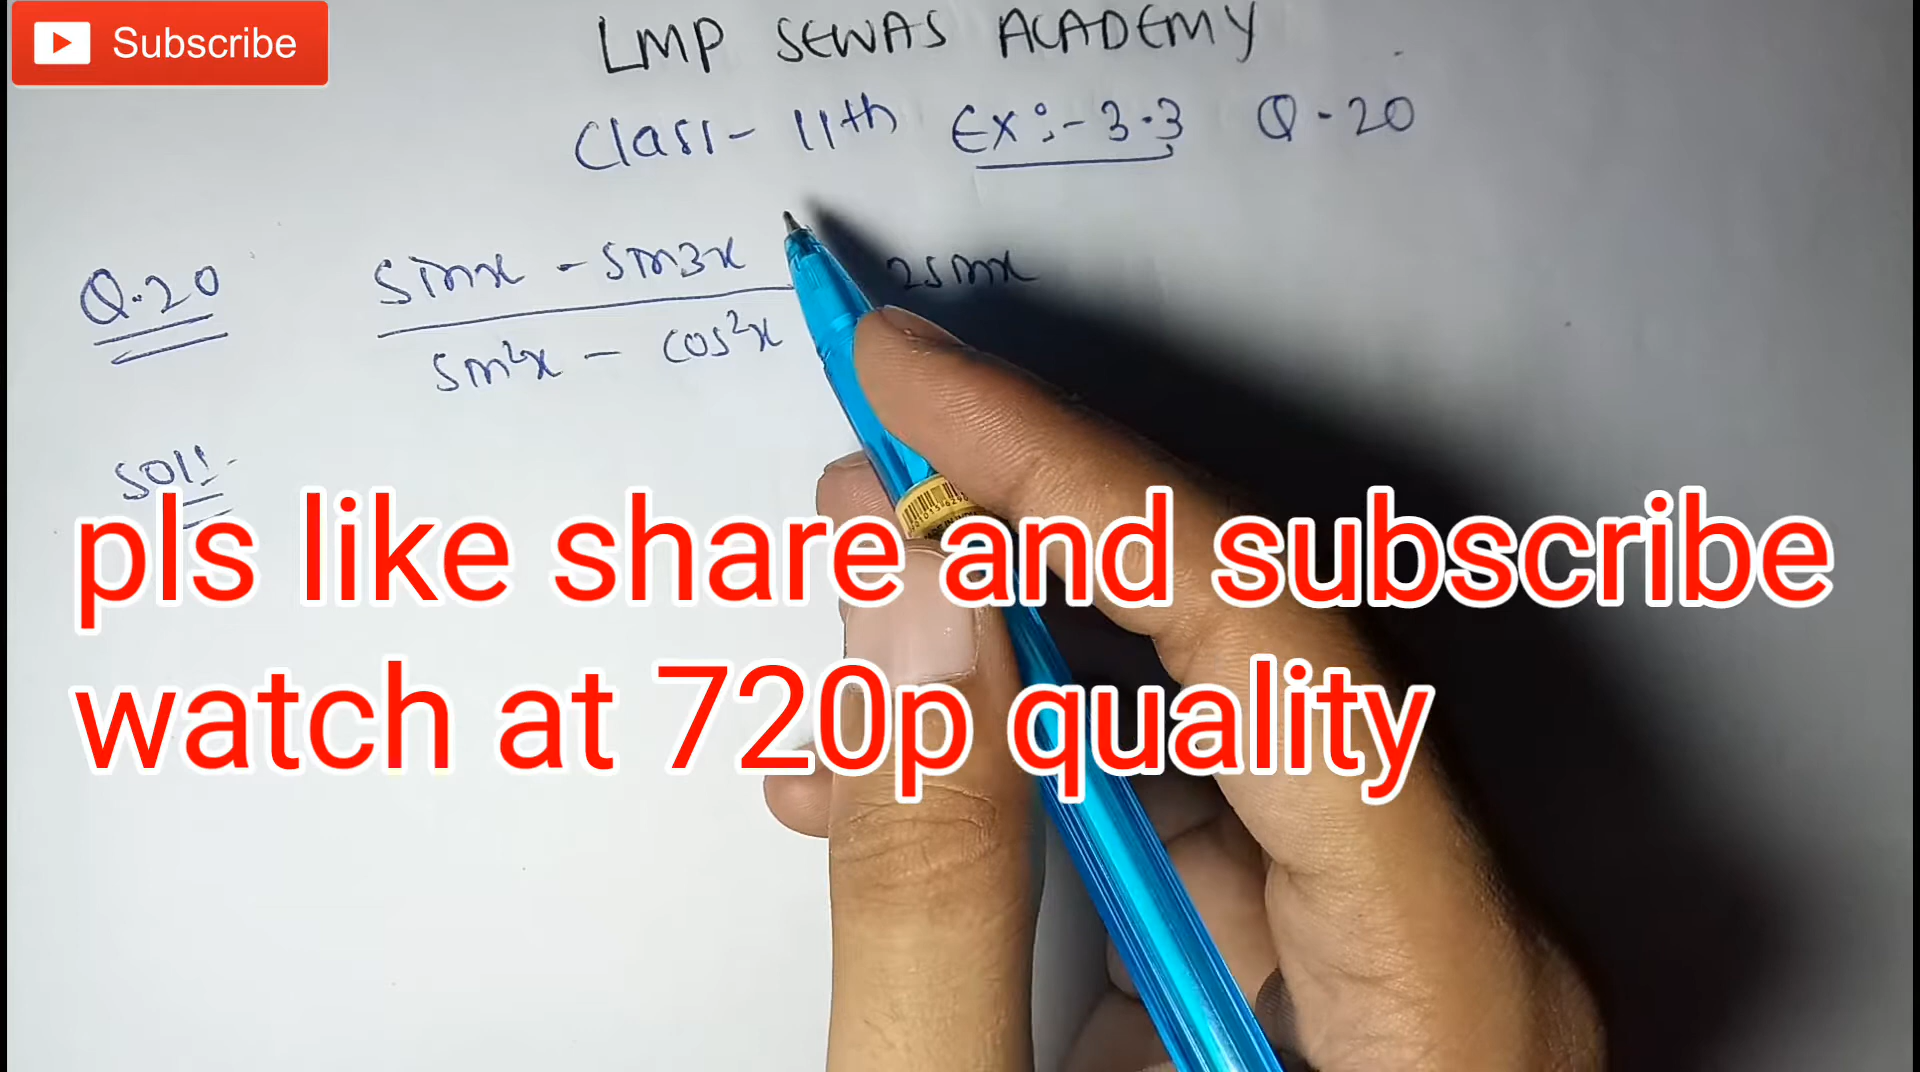 Subscribe
LMP SEWAS ACADEMY
Class- 11th Ex:- 3.3 Q-20
Q.20 sinx - sin3x 2sinx
sin²x - cos²x
Sol:-
pls like share and subscribe
watch at 720p quality